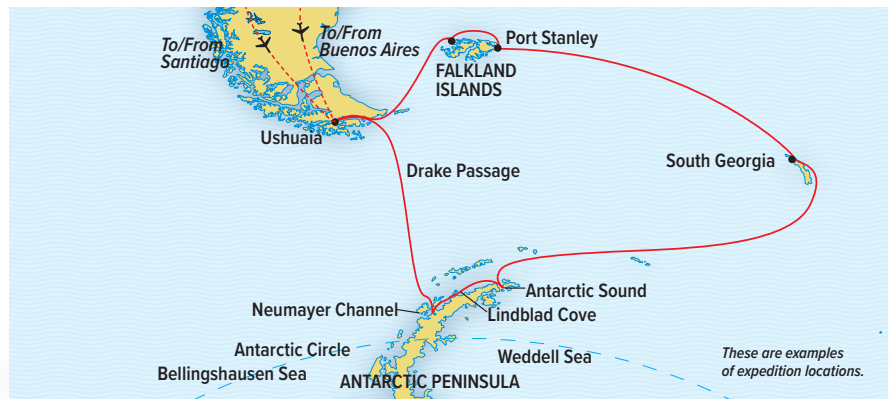 To/From
Santiago
To/From
Buenos Aires
Port Stanley
FALKLAND
ISLANDS
Ushuaia
Drake Passage
South Georgia
Antarctic Sound
Neumayer Channel
Lindblad Cove
Antarctic Circle
Weddell Sea
Bellingshausen Sea
ANTARCTIC PENINSULA
These are examples
of expedition locations.